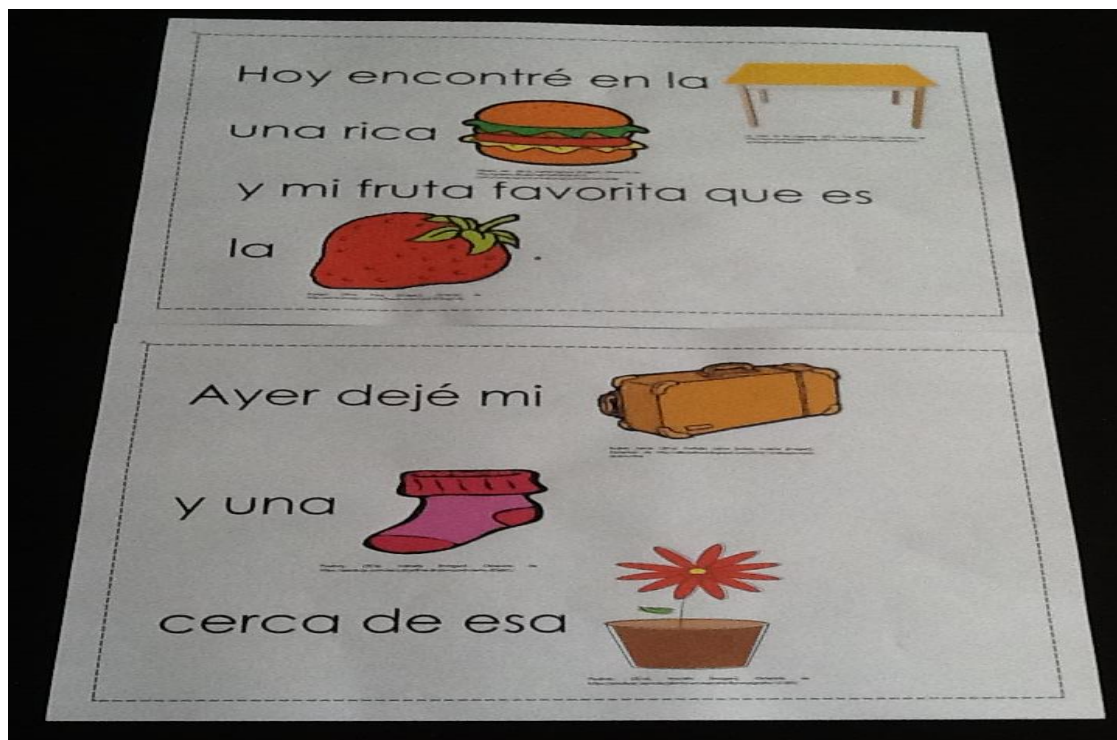 Hoy encontré en la
una rica
y mi fruta favorita que es
la .
Ayer dejé mi
y una
cerca de esa